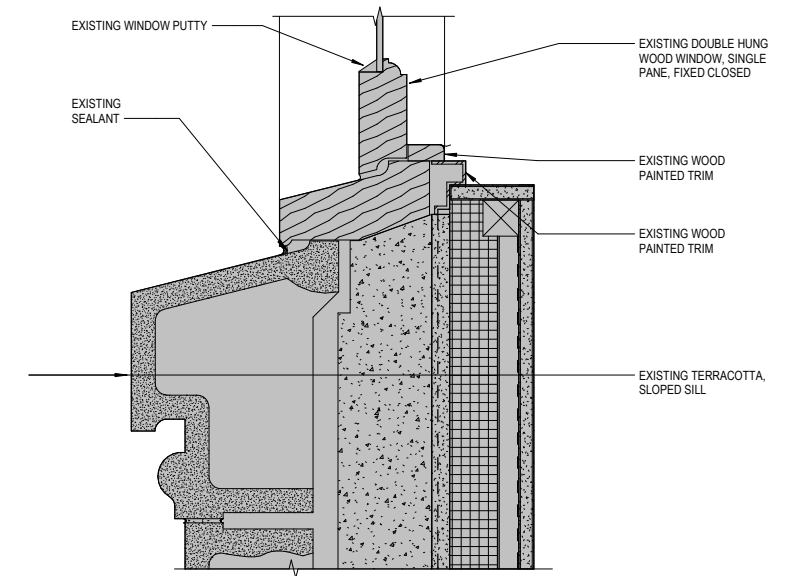 EXISTING WINDOW PUTTY
EXISTING DOUBLE HUNG
WOOD WINDOW, SINGLE
PANE, FIXED CLOSED
EXISTING
SEALANT
EXISTING WOOD
PAINTED TRIM
EXISTING WOOD
PAINTED TRIM
EXISTING TERRACOTTA,
SLOPED SILL